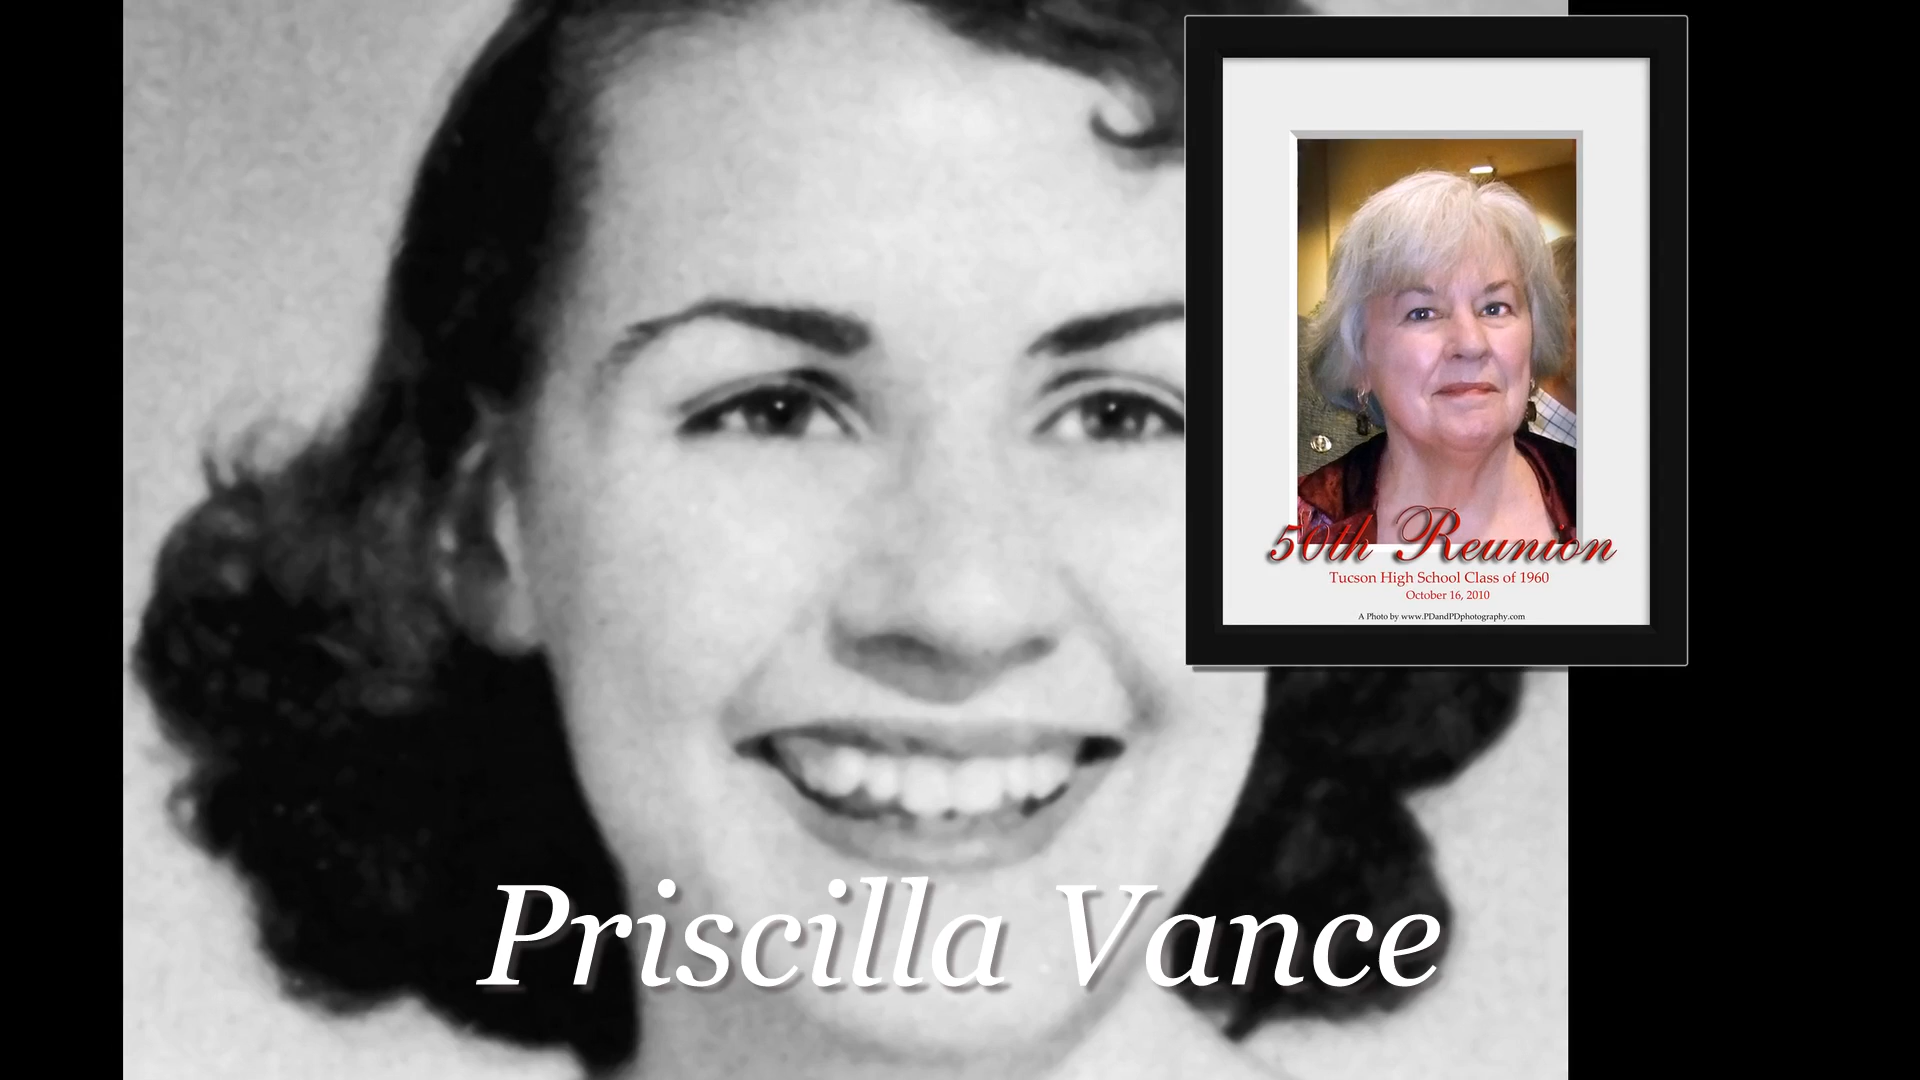 50th Reunion
Tucson High School Class of 1960
October 16, 2010
A Photo by www.PDandPDphotography.com
Priscilla Vance